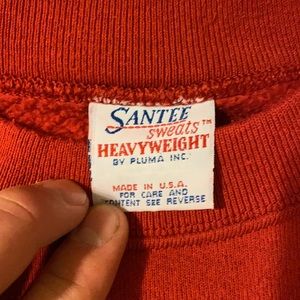 SANTEE
sweats™
HEAVYWEIGHT
BY PLUMA INC.
MADE IN U.S.A.
FOR CARE AND
CONTENT SEE REVERSE